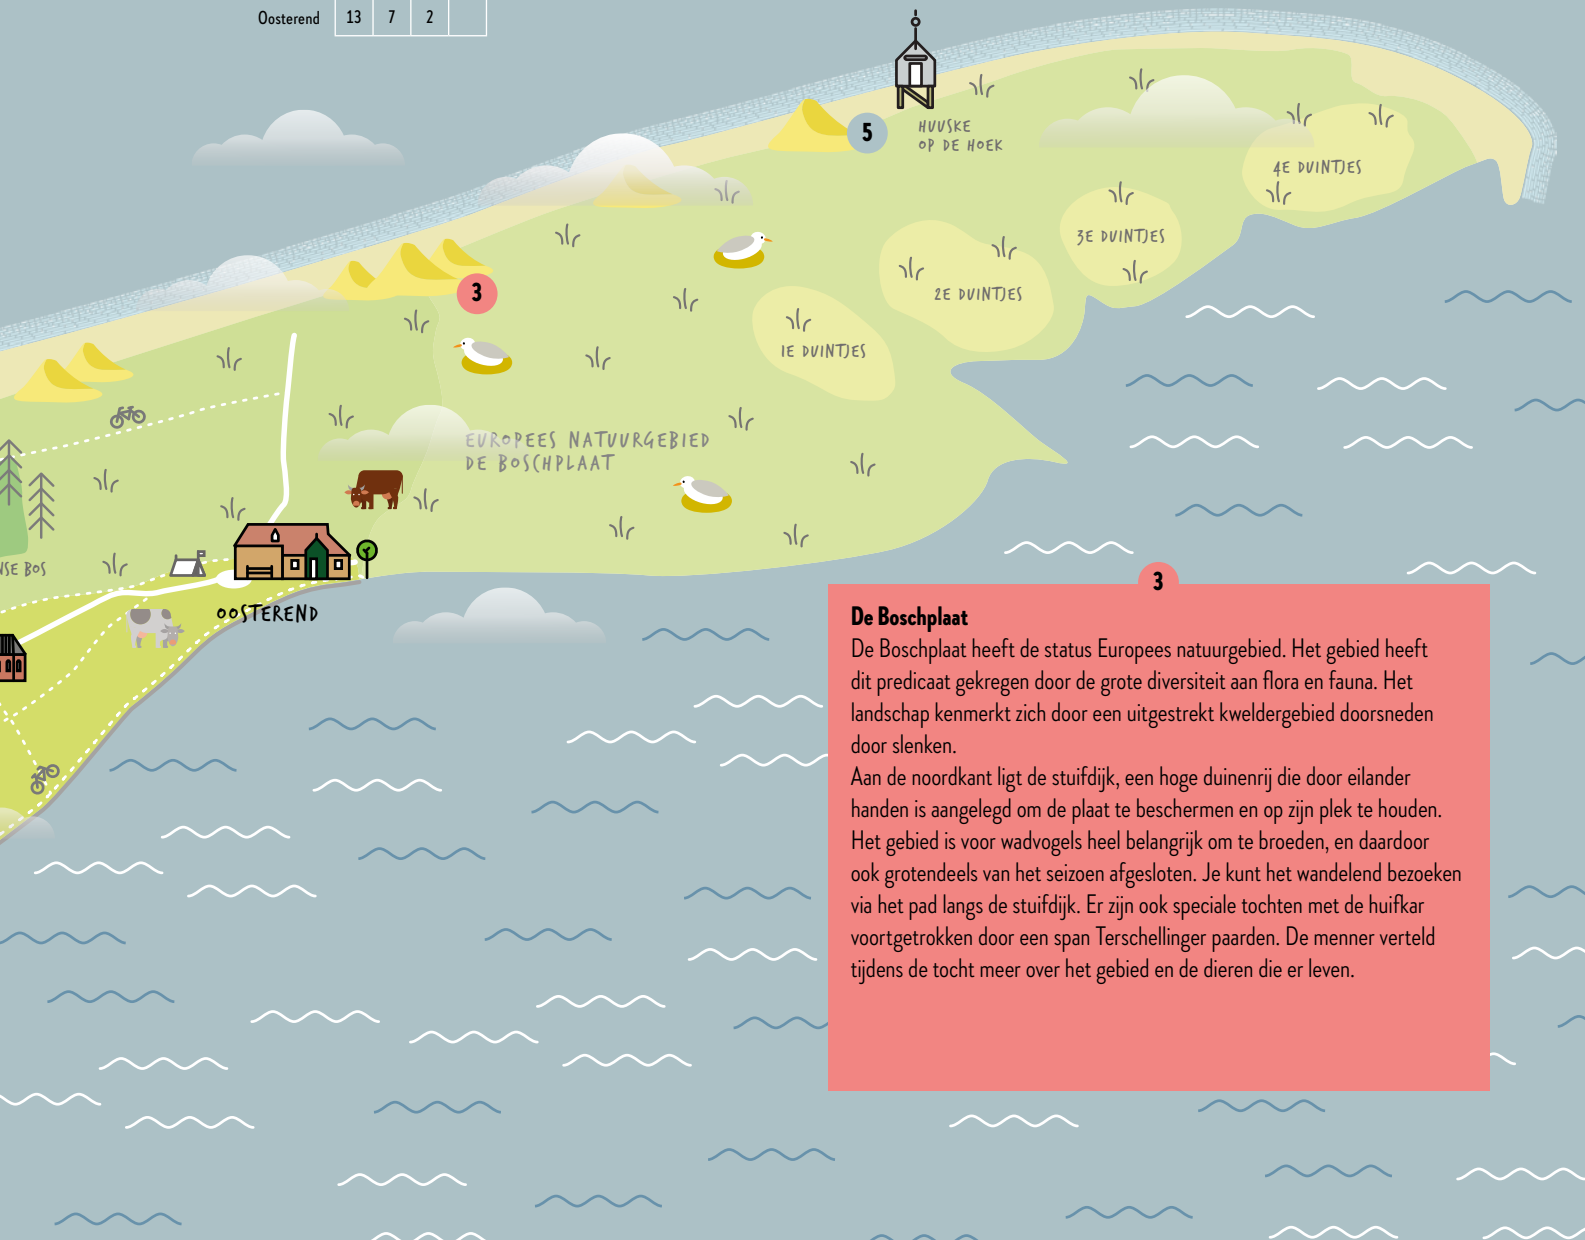 Oosterend 13 7 2
5
HUUSKE
OP DE HOEK
4E DUINTJES
3E DUINTJES
3
2E DUINTJES
1E DUINTJES
EUROPEES NATUURGEBIED
DE BOSCHPLAAT
NSE BOS
OOSTEREND
3
De Boschplaat
De Boschplaat heeft de status Europees natuurgebied. Het gebied heeft
dit predicaat gekregen door de grote diversiteit aan flora en fauna. Het
landschap kenmerkt zich door een uitgestrekt kweldergebied doorsneden
door slenken.
Aan de noordkant ligt de stuifdijk, een hoge duinenrij die door eilander
handen is aangelegd om de plaat te beschermen en op zijn plek te houden.
Het gebied is voor wadvogels heel belangrijk om te broeden, en daardoor
ook grotendeels van het seizoen afgesloten. Je kunt het wandelend bezoeken
via het pad langs de stuifdijk. Er zijn ook speciale tochten met de huifkar
voortgetrokken door een span Terschellinger paarden. De menner verteld
tijdens de tocht meer over het gebied en de dieren die er leven.